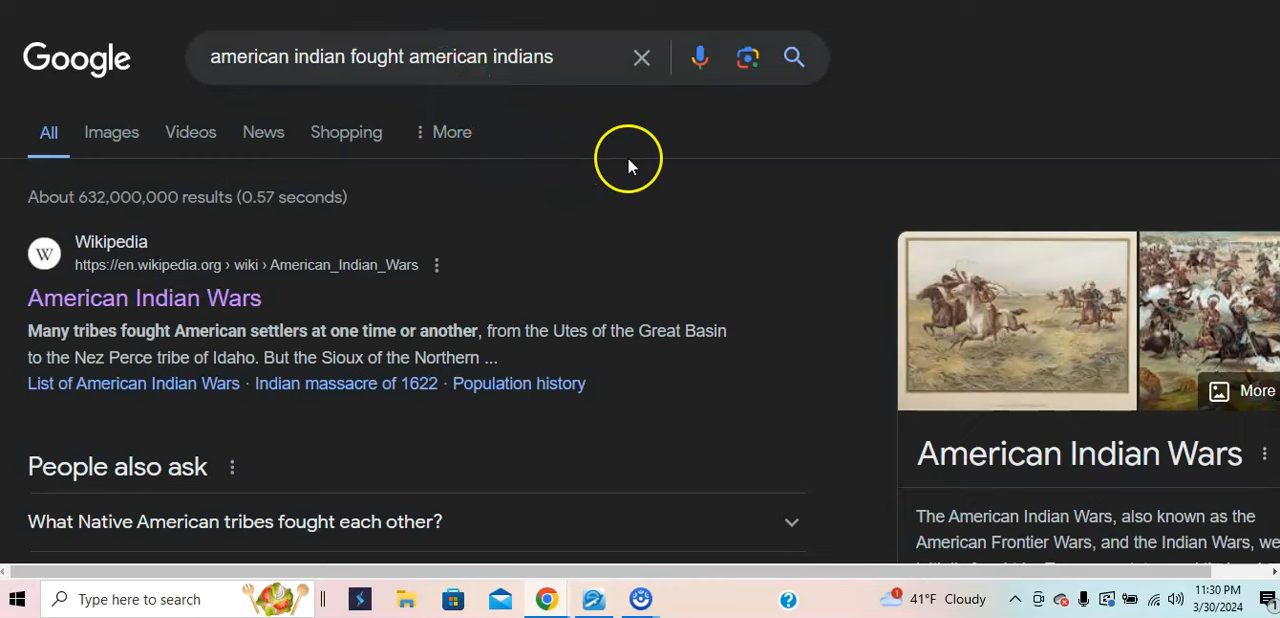 Google
american indian fought american indians
All Images Videos News Shopping More
About 632,000,000 results (0.57 seconds)
W
Wikipedia
https://en.wikipedia.org › wiki › American_Indian_Wars
American Indian Wars
Many tribes fought American settlers at one time or another, from the Utes of the Great Basin
to the Nez Perce tribe of Idaho. But the Sioux of the Northern ...
List of American Indian Wars · Indian massacre of 1622 · Population history
More
People also ask
American Indian Wars
What Native American tribes fought each other?
The American Indian Wars, also known as the
American Frontier Wars, and the Indian Wars, we
Type here to search
1
41°F Cloudy
11:30 PM
3/30/2024
1